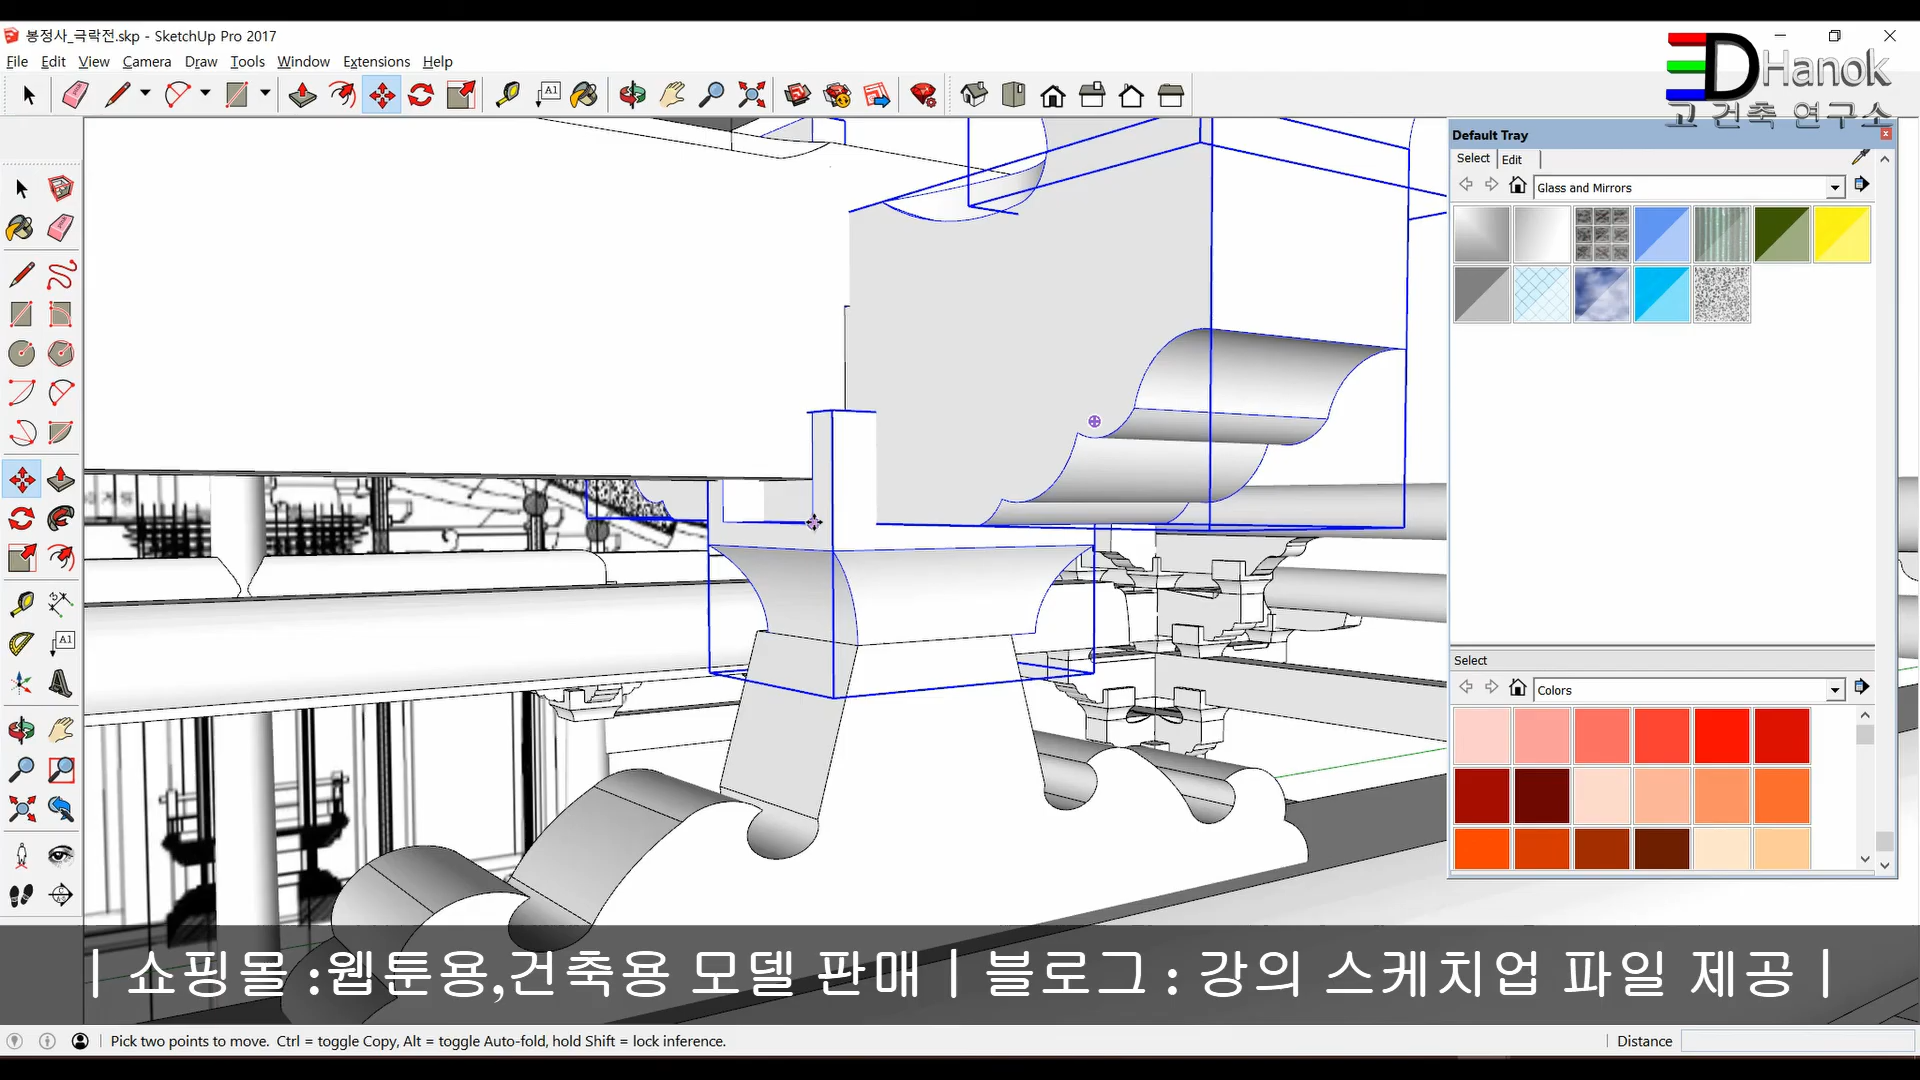 봉정사_극락전.skp - SketchUp Pro 2017
File Edit View Camera Draw Tools Window Extensions Help
A1
DHanok
고 건축 연구소
Default Tray
Select Edit
Glass and Mirrors
A1
Select
Colors
| 쇼핑몰 :웹툰용,건축용 모델 판매 | 블로그 : 강의 스케치업 파일 제공 |
Pick two points to move. Ctrl = toggle Copy, Alt = toggle Auto-fold, hold Shift = lock inference.
Distance